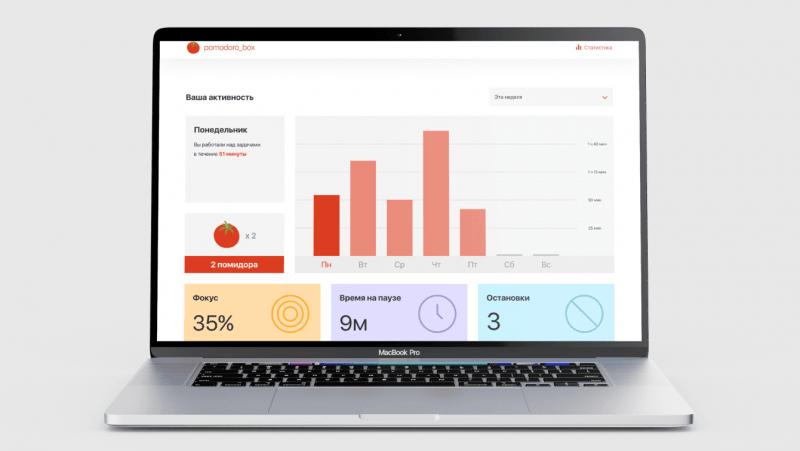 pomodoro_box
Статистика
Ваша активность
Эта неделя
Понедельник
Вы работали над задачами
в течение 51 минуты
x 2
2 помидора
1 ч 40 мин
1 ч 15 мин
50 мин
25 мин
Пн Вт Ср Чт Пт Сб Вс
Фокус
35%
Время на паузе
9м
Остановки
3
MacBook Pro